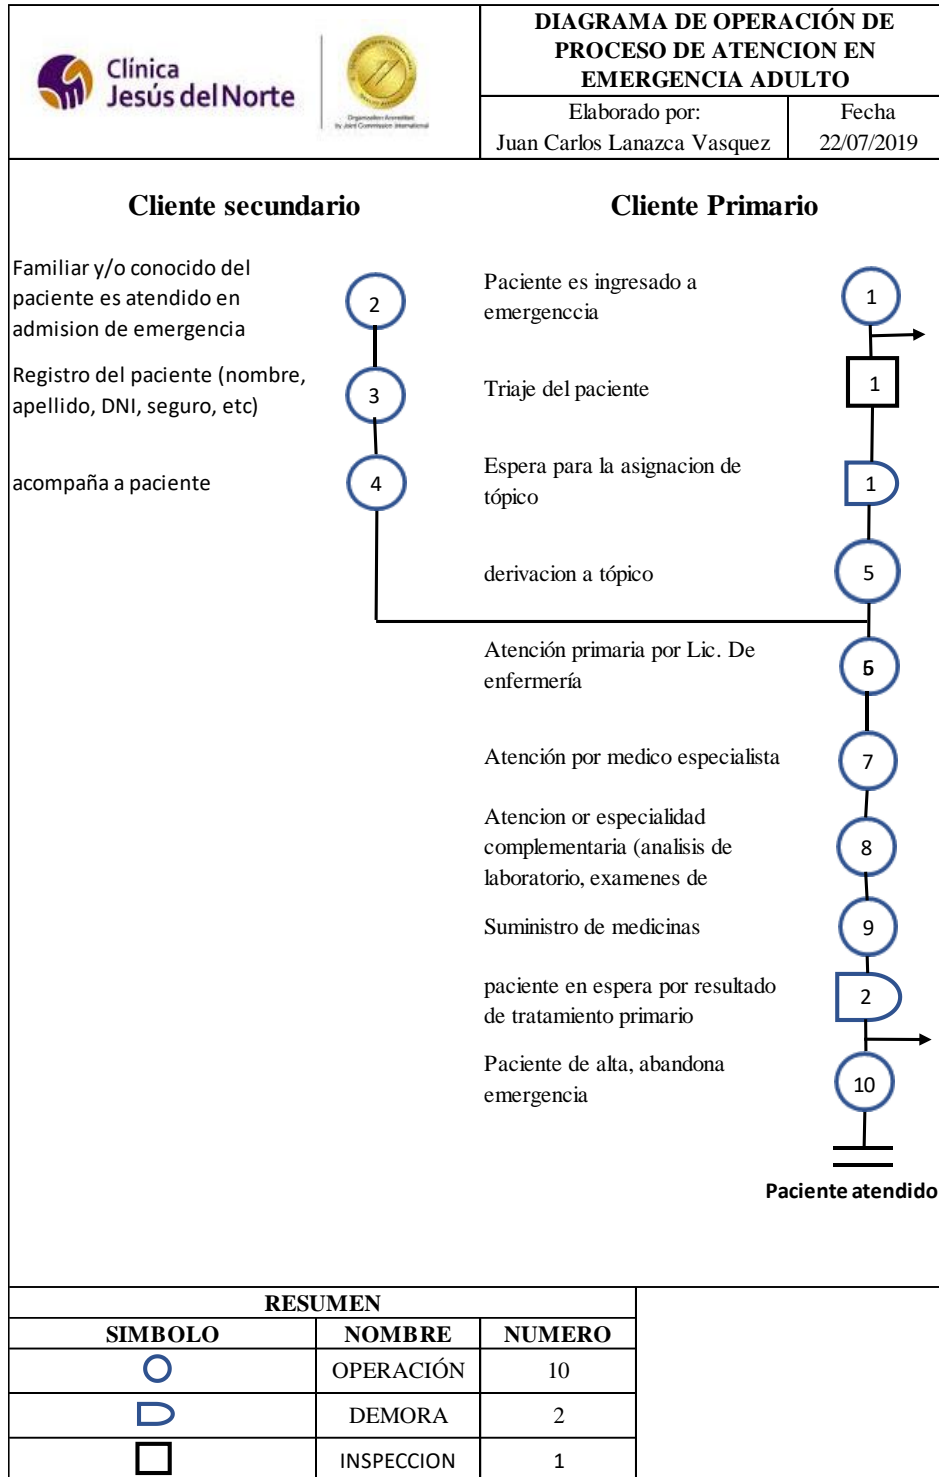 Clínica
Jesús del Norte
Organization Accredited
by Joint Commission International
DIAGRAMA DE OPERACIÓN DE
PROCESO DE ATENCION EN
EMERGENCIA ADULTO
Elaborado por:
Juan Carlos Lanazca Vasquez
Fecha
22/07/2019
Cliente secundario
Cliente Primario
Familiar y/o conocido del
paciente es atendido en
admision de emergencia
2
Registro del paciente (nombre,
apellido, DNI, seguro, etc)
3
acompaña a paciente
4
Paciente es ingresado a
emergenccia
1
Triaje del paciente
1
Espera para la asignacion de
tópico
1
derivacion a tópico
5
Atención primaria por Lic. De
enfermería
6
Atención por medico especialista
7
Atencion or especialidad
complementaria (analisis de
laboratorio, examenes de
8
Suministro de medicinas
9
paciente en espera por resultado
de tratamiento primario
2
Paciente de alta, abandona
emergencia
10
Paciente atendido
RESUMEN
SIMBOLO NOMBRE NUMERO
OPERACIÓN 10
DEMORA 2
INSPECCION 1